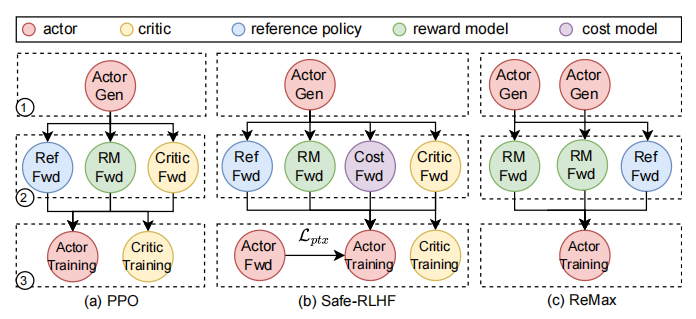 actor critic reference policy reward model cost model
Actor
Gen
Actor
Gen
Actor
Gen
Actor
Gen
1
Ref
Fwd
RM
Fwd
Critic
Fwd
Ref
Fwd
RM
Fwd
Cost
Fwd
Critic
Fwd
RM
Fwd
RM
Fwd
Ref
Fwd
2
Actor
Training
Critic
Training
Actor
Fwd
ℒptx
Actor
Training
Critic
Training
Actor
Training
3
(a) PPO
(b) Safe-RLHF
(c) ReMax